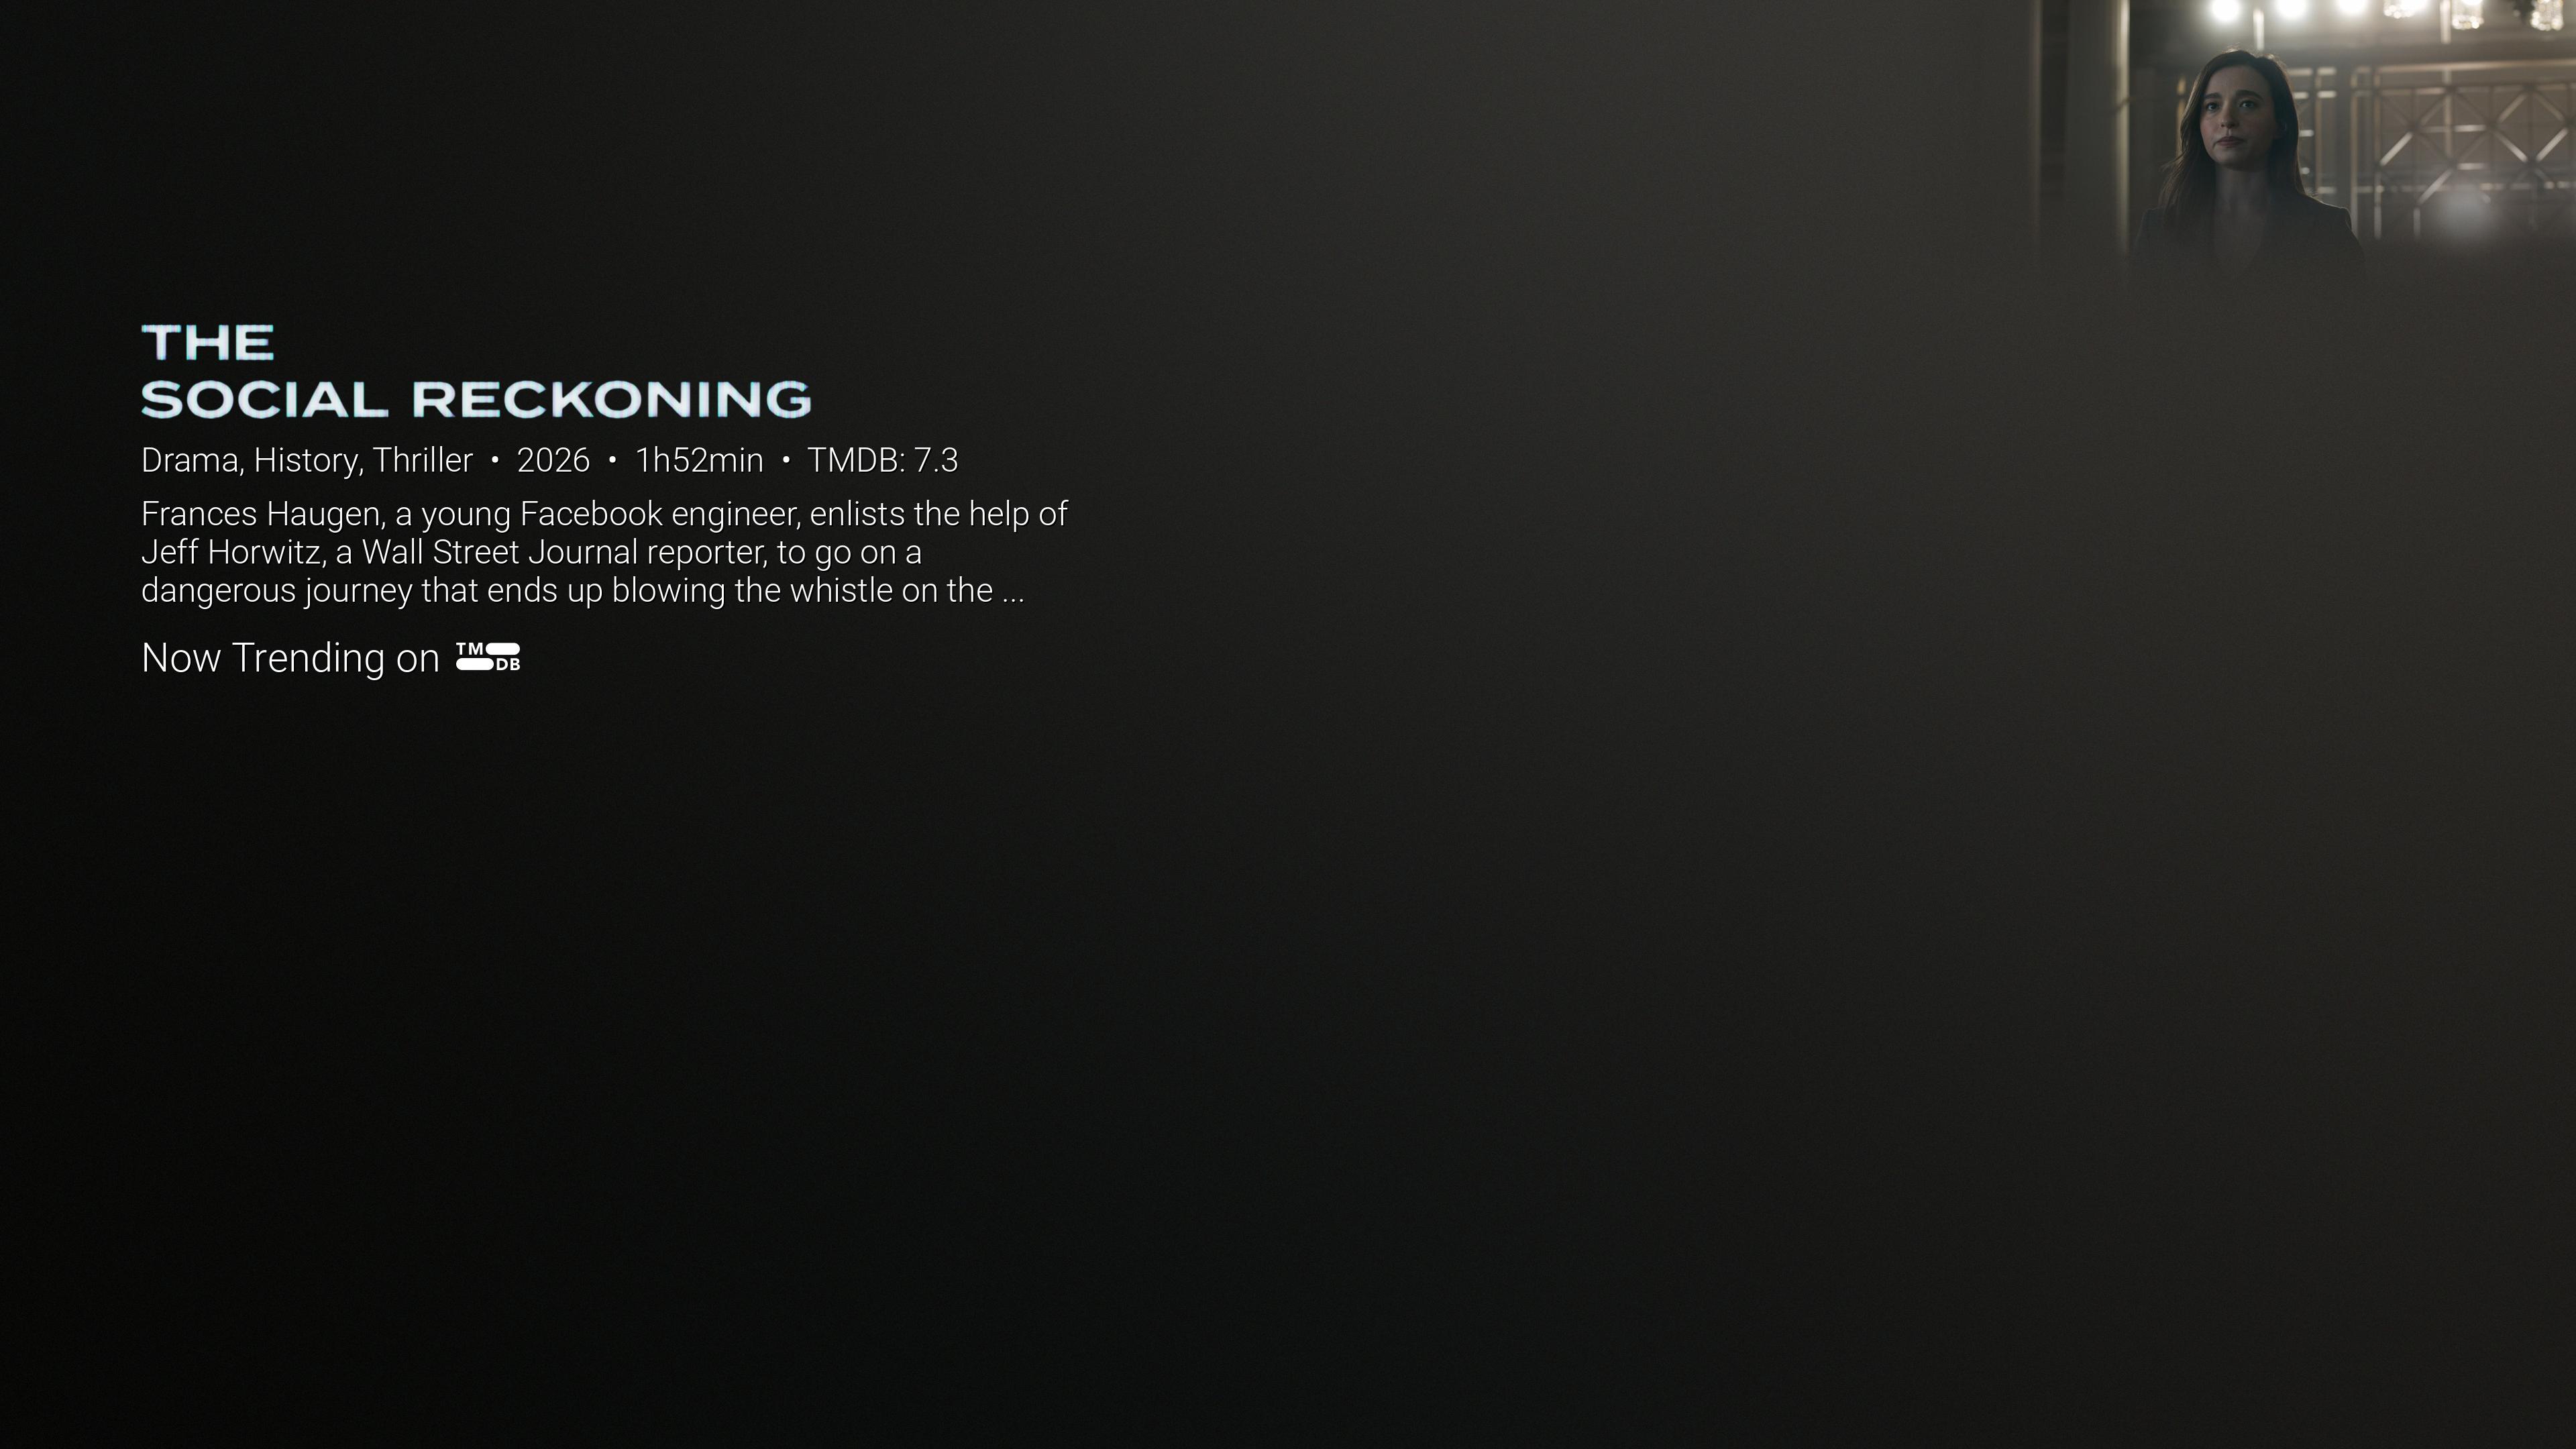 THE
SOCIAL RECKONING
Drama, History, Thriller • 2026 • 1h52min • TMDB: 7.3
Frances Haugen, a young Facebook engineer, enlists the help of
Jeff Horwitz, a Wall Street Journal reporter, to go on a
dangerous journey that ends up blowing the whistle on the ...
Now Trending on TMDB